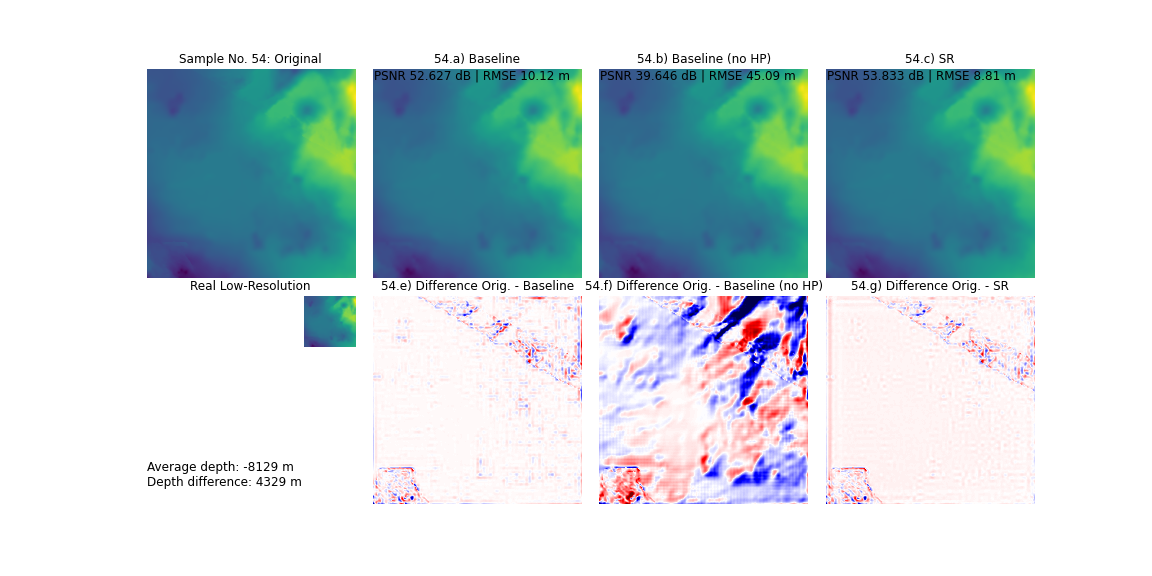 Sample No. 54: Original
54.a) Baseline
54.b) Baseline (no HP)
54.c) SR
PSNR 52.627 dB | RMSE 10.12 m
PSNR 39.646 dB | RMSE 45.09 m
PSNR 53.833 dB | RMSE 8.81 m
Real Low-Resolution
54.e) Difference Orig. - Baseline
54.f) Difference Orig. - Baseline (no HP)
54.g) Difference Orig. - SR
Average depth: -8129 m
Depth difference: 4329 m